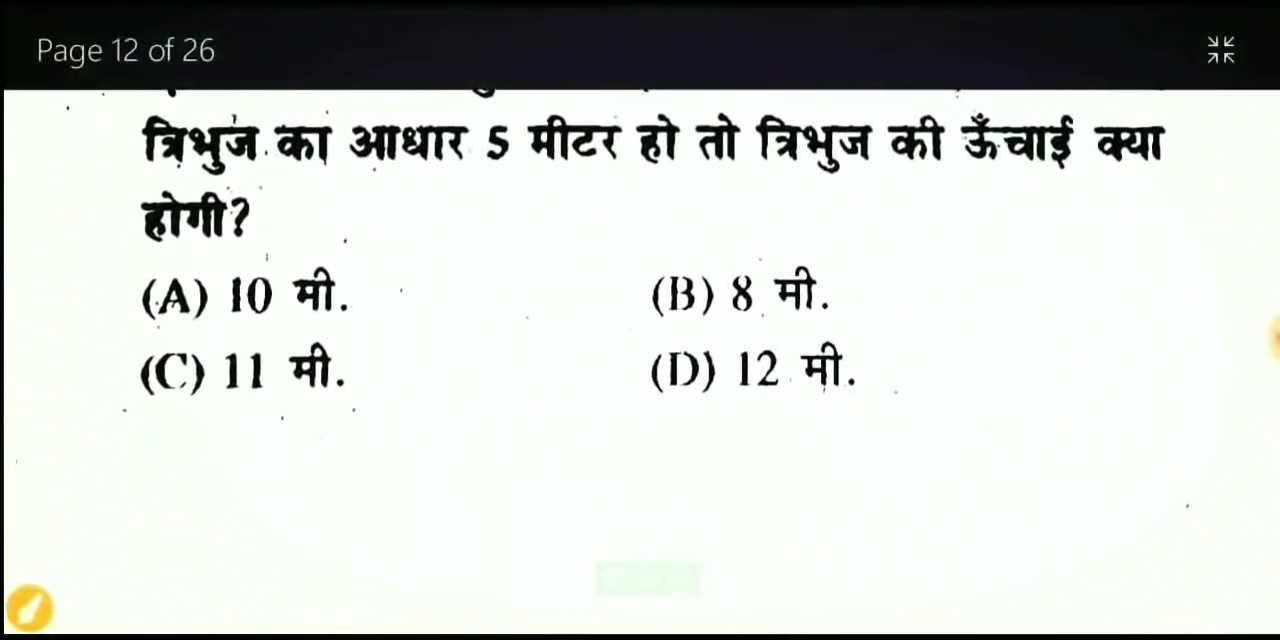 Page 12 of 26
त्रिभुज का आधार 5 मीटर हो तो त्रिभुज की ऊँचाई क्या
होगी?
(A) 10 मी. (B) 8 मी.
(C) 11 मी. (D) 12 मी.